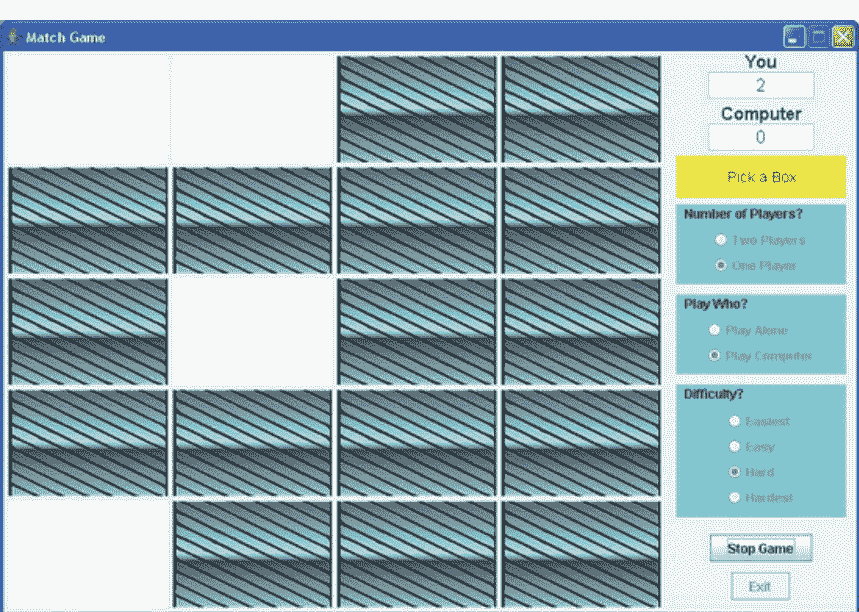 Match Game
You
2
Computer
0
Pick a Box
Number of Players?
Two Players
One Player
Play Who?
Play Alone
Play Computer
Difficulty?
Easiest
Easy
Hard
Hardest
Stop Game
Exit